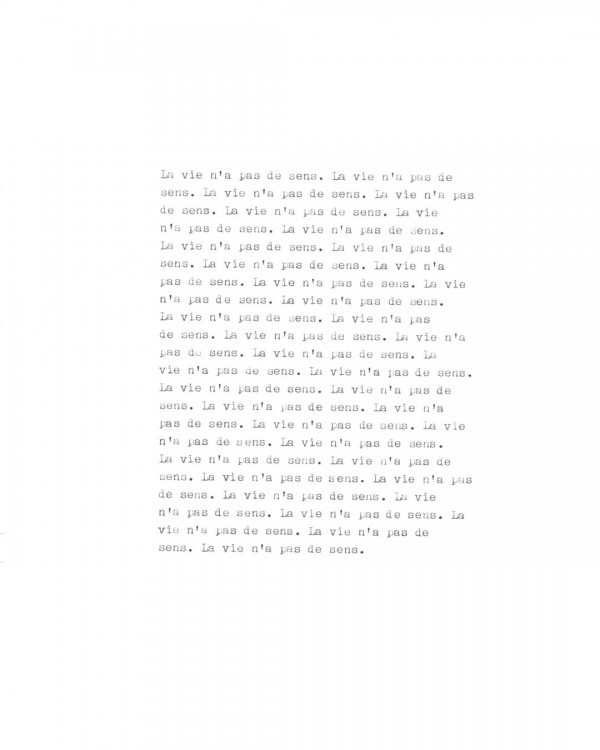 La vie n'a pas de sens. La vie n'a pas de
sens. La vie n'a pas de sens. La vie n'a pas
de sens. La vie n'a pas de sens. La vie
n'a pas de sens. La vie n'a pas de sens.
La vie n'a pas de sens. La vie n'a pas de
sens. La vie n'a pas de sens. La vie n'a
pas de sens. La vie n'a pas de sens. La vie
n'a pas de sens. La vie n'a pas de sens.
La vie n'a pas de sens. La vie n'a pas
de sens. La vie n'a pas de sens. La vie n'a
pas de sens. La vie n'a pas de sens. La
vie n'a pas de sens. La vie n'a pas de sens.
La vie n'a pas de sens. La vie n'a pas de
sens. La vie n'a pas de sens. La vie n'a
pas de sens. La vie n'a pas de sens. La vie
n'a pas de sens. La vie n'a pas de sens.
La vie n'a pas de sens. La vie n'a pas de
sens. La vie n'a pas de sens. La vie n'a pas
de sens. La vie n'a pas de sens. La vie
n'a pas de sens. La vie n'a pas de sens. La
vie n'a pas de sens. La vie n'a pas de
sens. La vie n'a pas de sens.